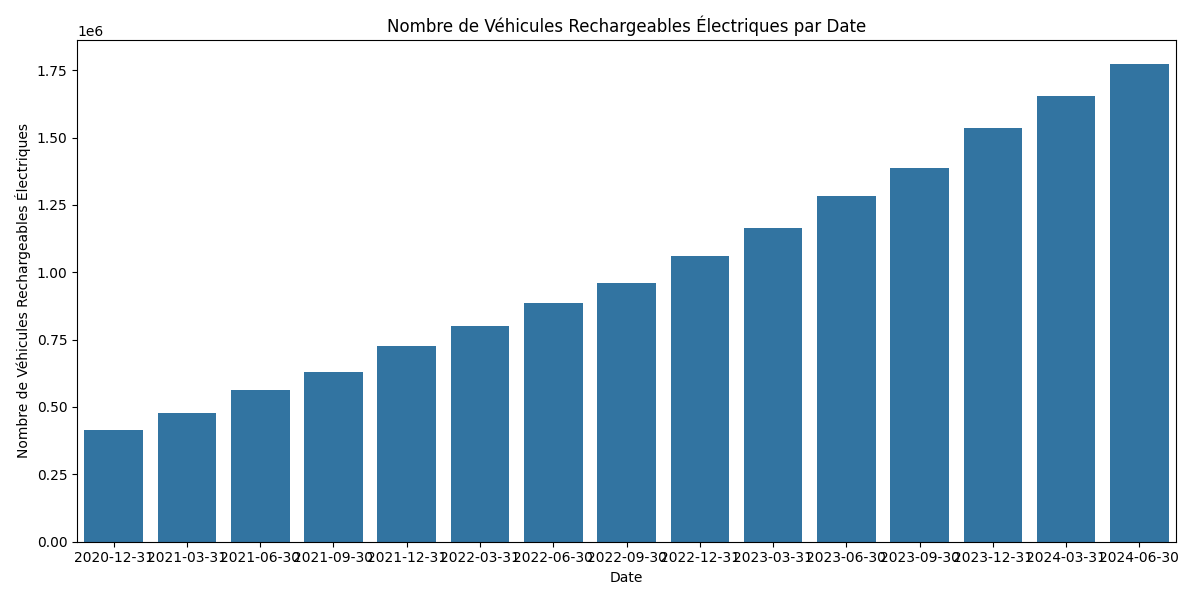 Nombre de Véhicules Rechargeables Électriques par Date
1e6
Nombre de Véhicules Rechargeables Électriques
1.75
1.50
1.25
1.00
0.75
0.50
0.25
0.00
2020-12-31 2021-03-31 2021-06-30 2021-09-30 2021-12-31 2022-03-31 2022-06-30 2022-09-30 2022-12-31 2023-03-31 2023-06-30 2023-09-30 2023-12-31 2024-03-31 2024-06-30
Date